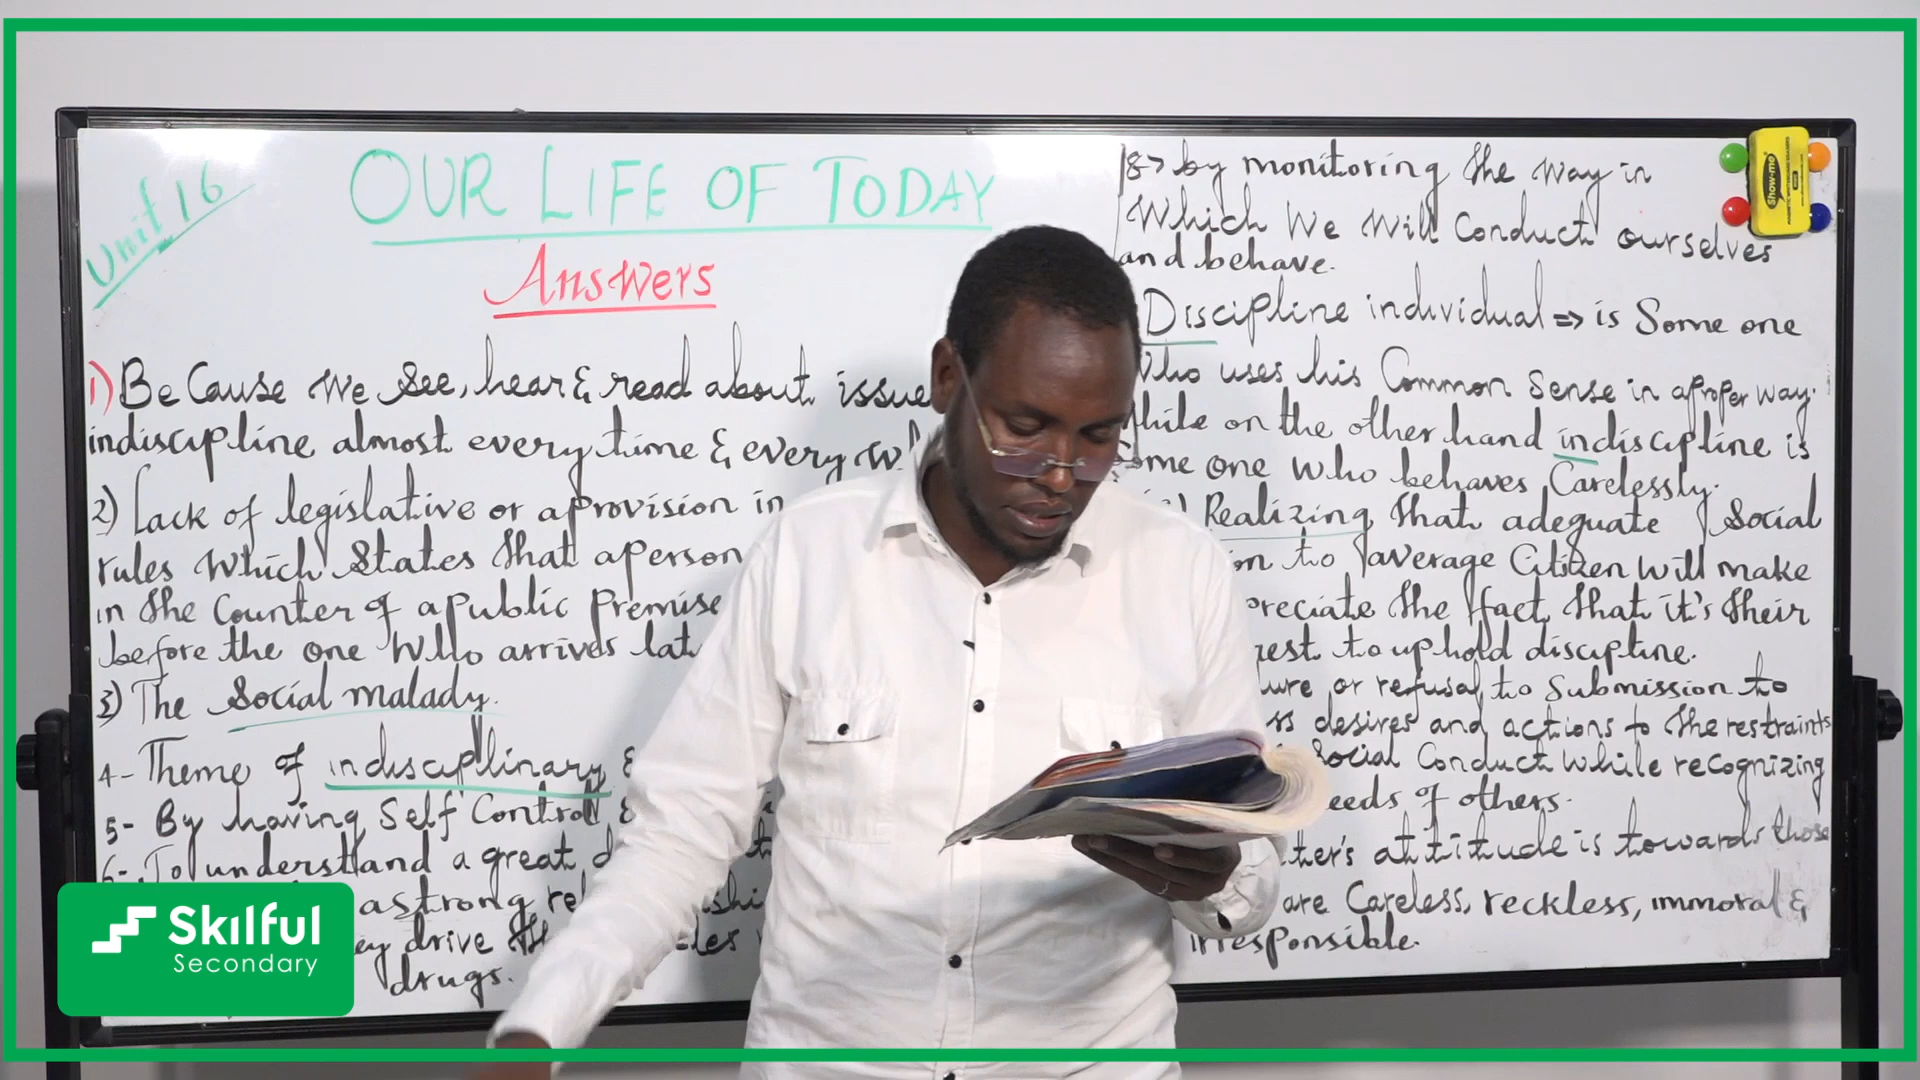 Unit 16
OUR LIFE OF TODAY
Answers
1) Because We See, hear & read about issue
indiscipline almost every time & every
2) Lack of legislative or a provision in
rules Which States that a person
in the Counter of a public premise
before the one Who arrives
3) The Social malady.
4- Theme of indisciplinary &
5- By having Self Control &
6- To understand a great
a strong
drive
drugs.
8> by monitoring the way in
Which We Will Conduct ourselves
and behave.
Discipline individual => is Some one
Who uses his Common Sense in a proper way.
While on the other hand indiscipline is
Some one Who behaves Carelessly.
Realizing that adequate Social
to average Citizen Will make
the fact that it's their
to uphold discipline.
or refusal to Submission to
desires and actions to the restraints
Social Conduct While recognizing
of others.
attitude is towards those
are Careless, reckless, immoral &
irresponsible.
Show-me
Skilful
Secondary